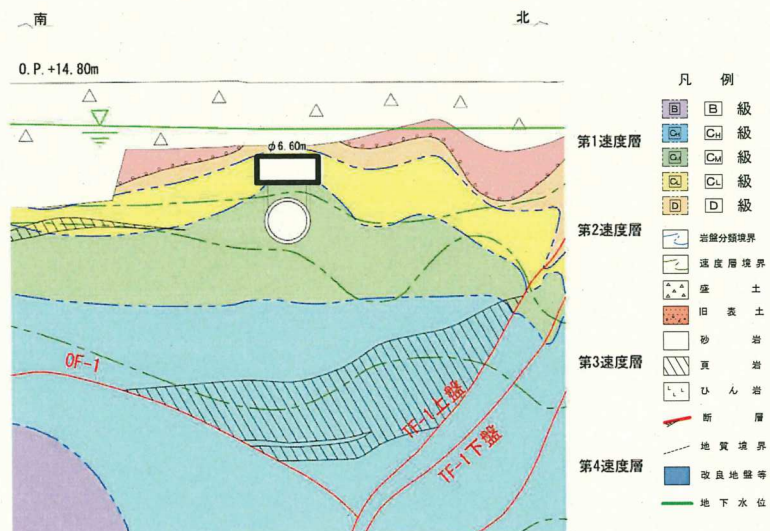 南
北
O.P.+14.80m
φ6.60m
OF-1
TF-1上盤
TF-1下盤
第1速度層
第2速度層
第3速度層
第4速度層
凡 例
B B 級
CH CH 級
CM CM 級
CL CL 級
D D 級
岩盤分類境界
速度層境界
盛 土
旧 表 土
砂 岩
頁 岩
ひ ん 岩
断 層
地 質 境 界
改 良 地 盤 等
地 下 水 位